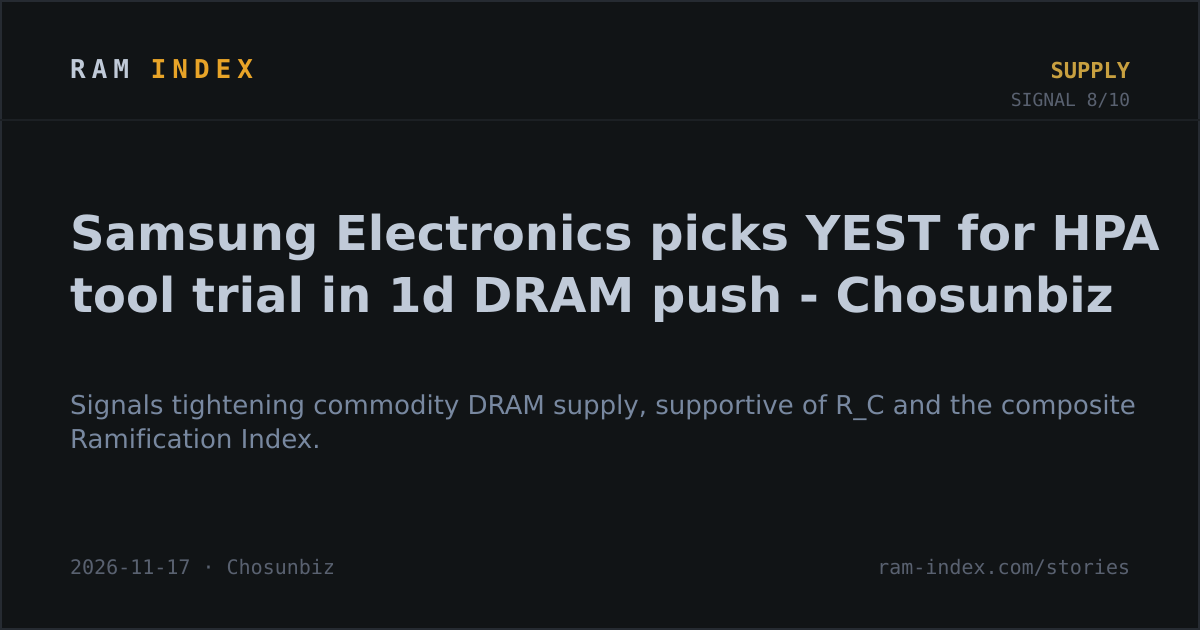 RAM INDEX
SUPPLY
SIGNAL 8/10
Samsung Electronics picks YEST for HPA
tool trial in 1d DRAM push - Chosunbiz
Signals tightening commodity DRAM supply, supportive of R_C and the composite
Ramification Index.
2026-11-17 · Chosunbiz
ram-index.com/stories